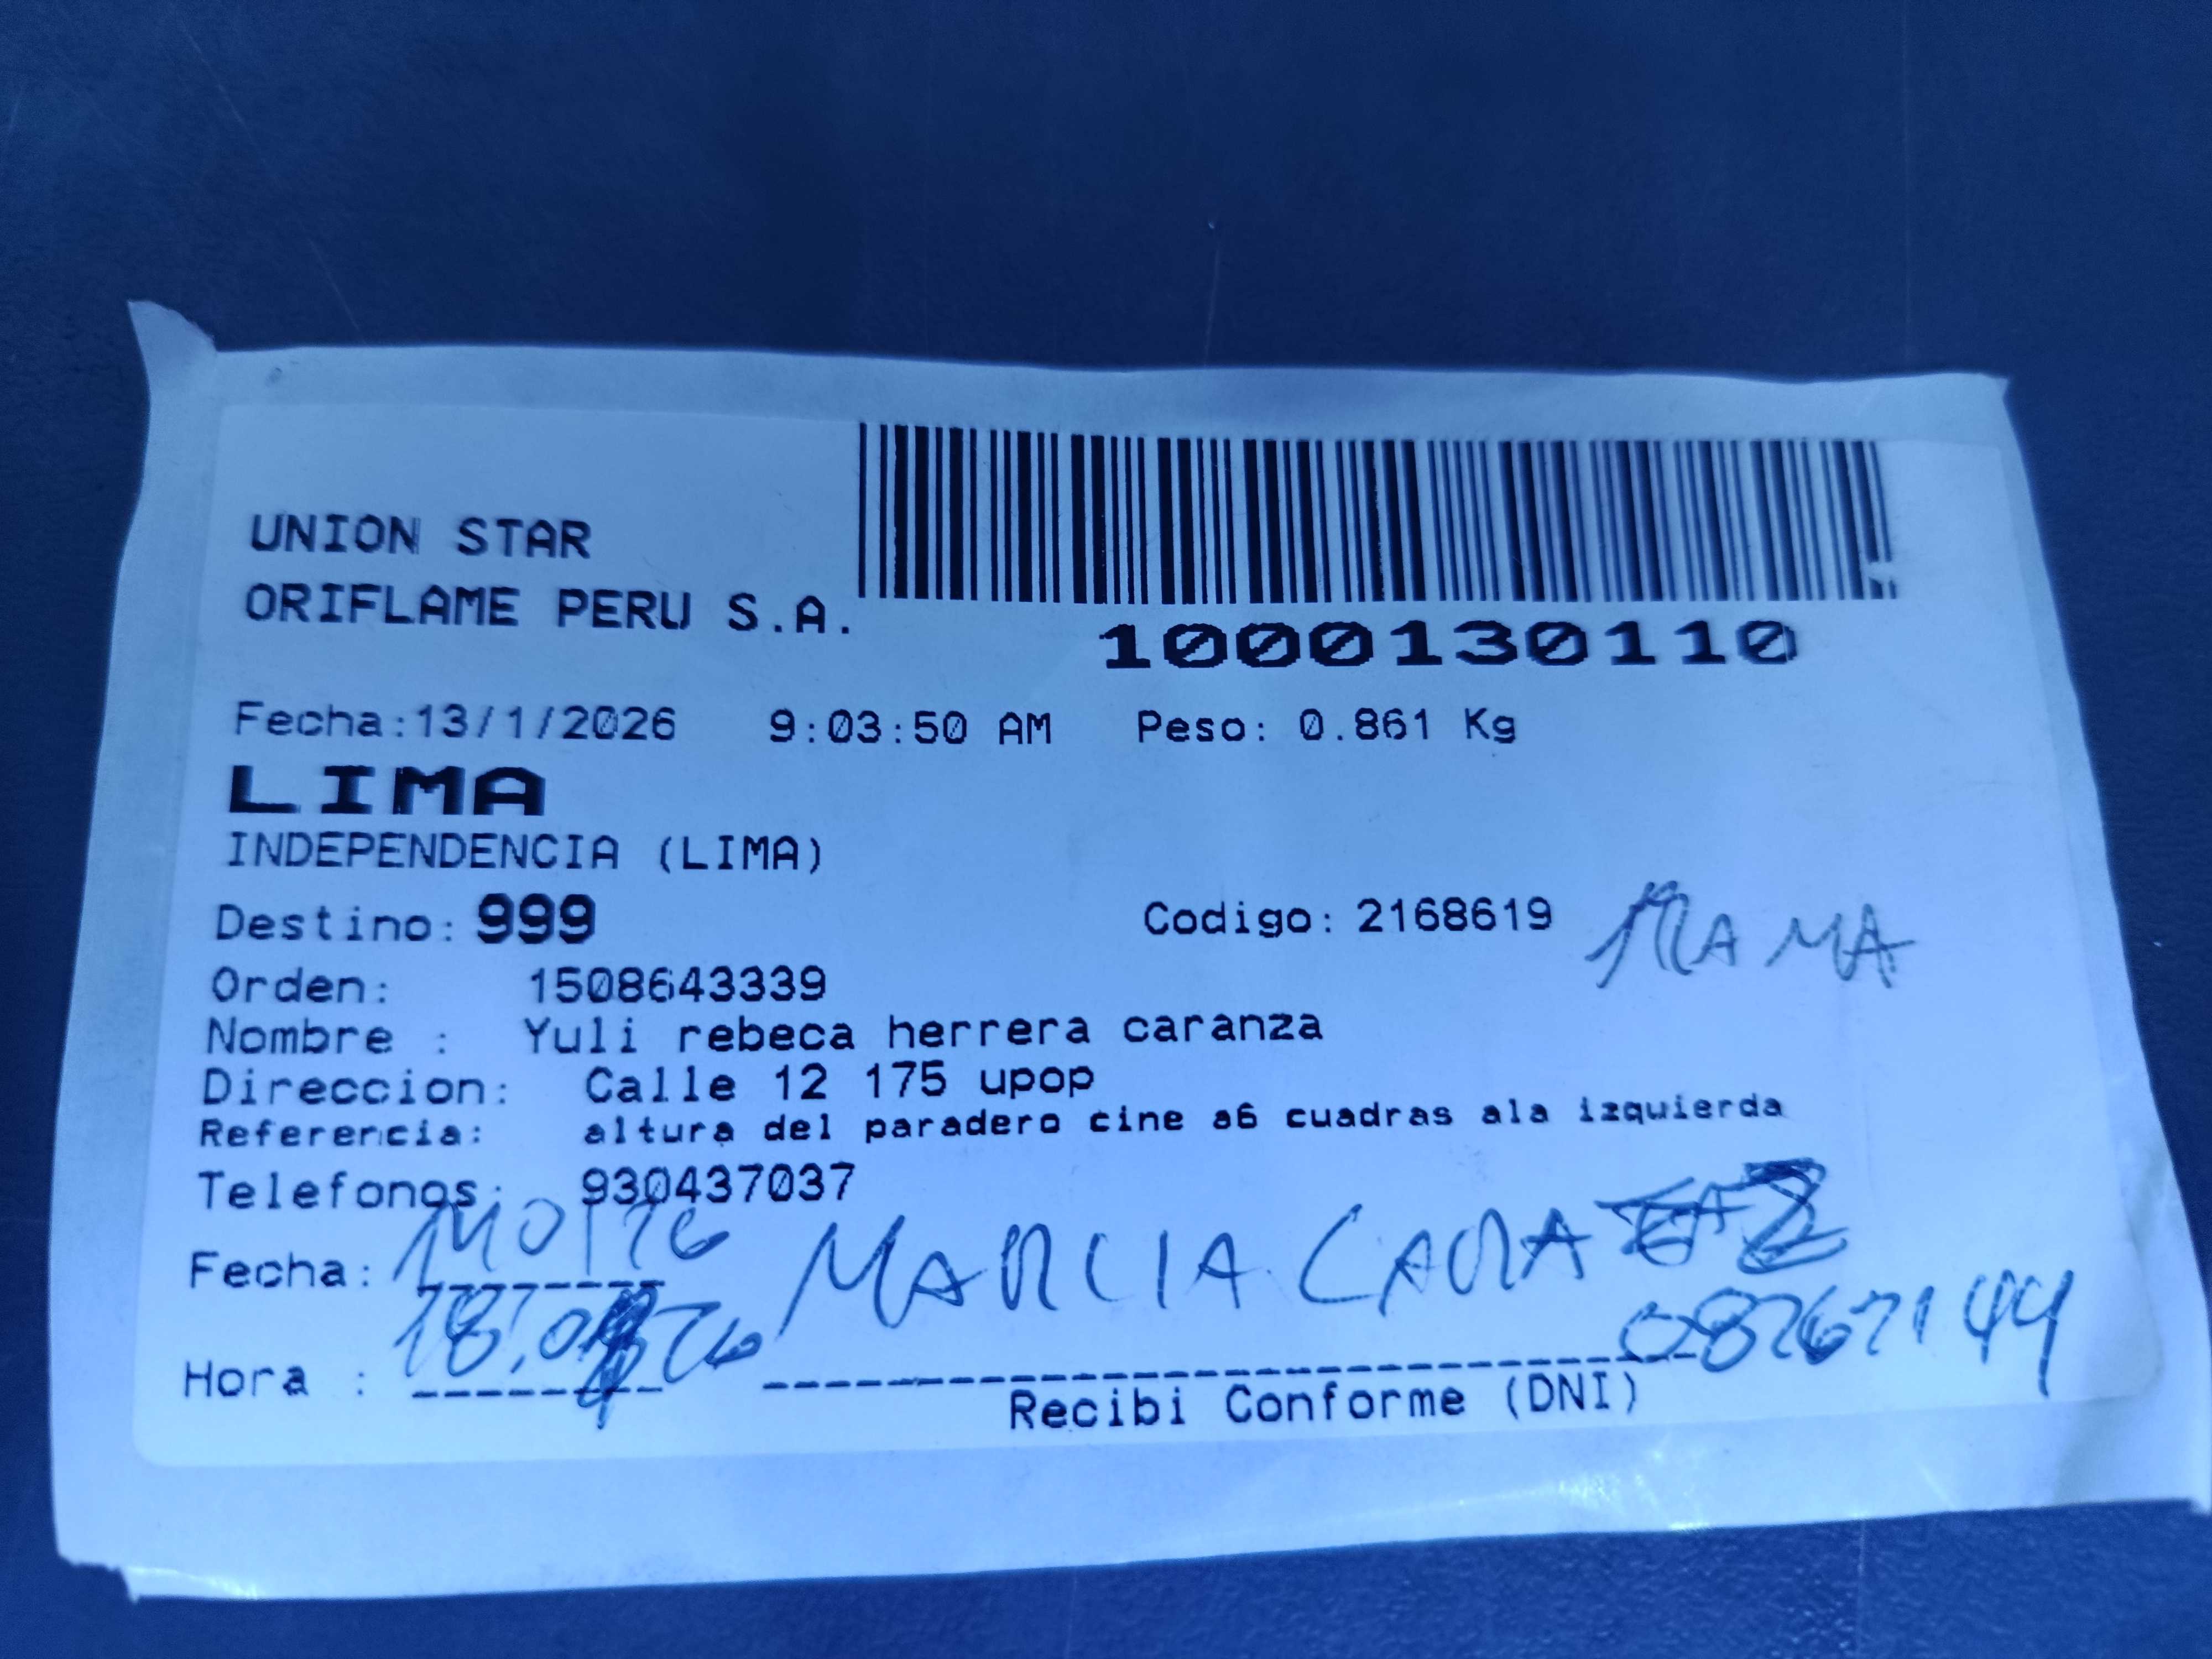 UNION STAR
ORIFLAME PERU S.A.
1000130110
Fecha:13/1/2026 9:03:50 AM Peso: 0.861 Kg
LIMA
INDEPENDENCIA (LIMA)
Destino: 999 Codigo: 2168619 MAMA
Orden: 1508643339
Nombre : Yuli rebeca herrera caranza
Direccion: Calle 12 175 upop
Referencia: altura del paradero cine a6 cuadras ala izquierda
Telefonos: 930437037
Fecha: MARCIA
Hora : 08767144
Recibi Conforme (DNI)